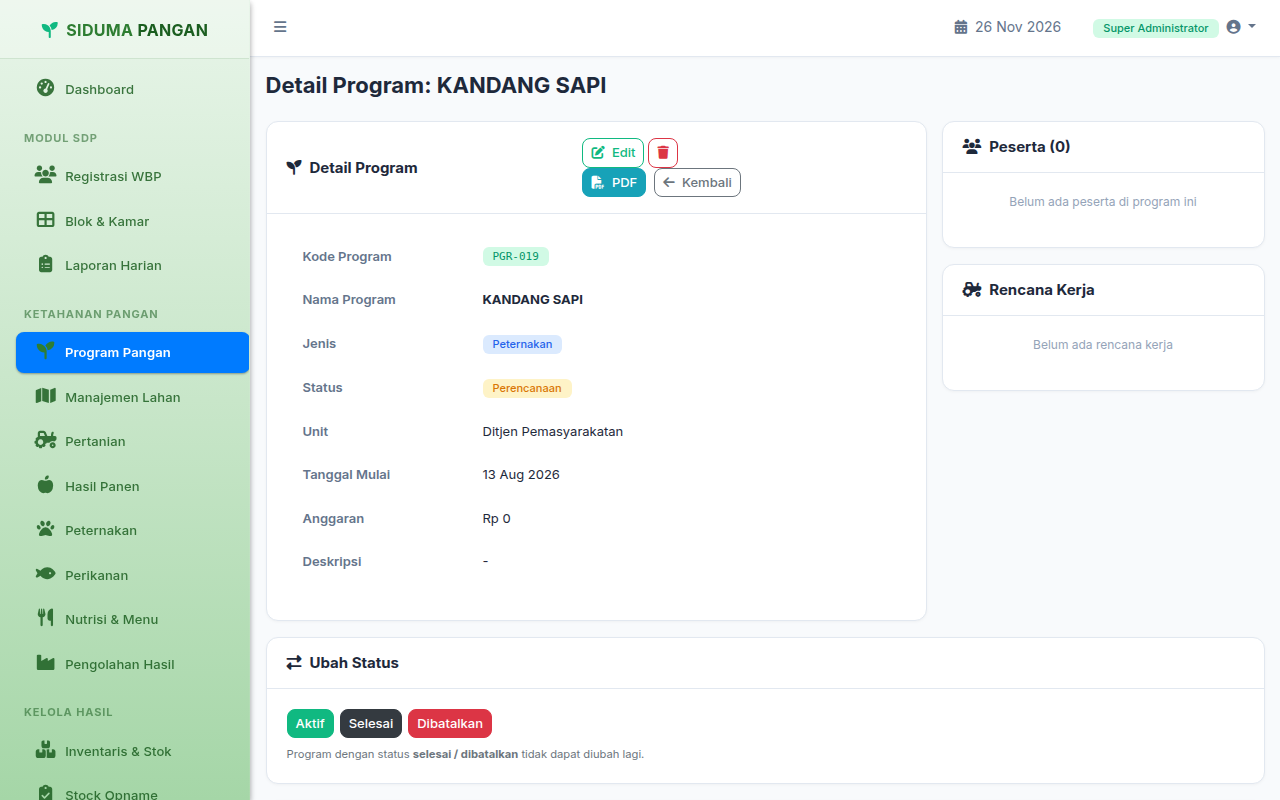 SIDUMA PANGAN
26 Nov 2026
Super Administrator
Dashboard
MODUL SDP
Registrasi WBP
Blok & Kamar
Laporan Harian
KETAHANAN PANGAN
Program Pangan
Manajemen Lahan
Pertanian
Hasil Panen
Peternakan
Perikanan
Nutrisi & Menu
Pengolahan Hasil
KELOLA HASIL
Inventaris & Stok
Stock Opname
Detail Program: KANDANG SAPI
Detail Program
Edit
PDF
Kembali
Kode Program PGR-019
Nama Program KANDANG SAPI
Jenis Peternakan
Status Perencanaan
Unit Ditjen Pemasyarakatan
Tanggal Mulai 13 Aug 2026
Anggaran Rp 0
Deskripsi -
Peserta (0)
Belum ada peserta di program ini
Rencana Kerja
Belum ada rencana kerja
Ubah Status
Aktif Selesai Dibatalkan
Program dengan status selesai / dibatalkan tidak dapat diubah lagi.